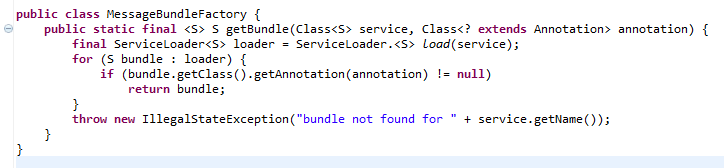 public class MessageBundleFactory {
    public static final <S> S getBundle(Class<S> service, Class<? extends Annotation> annotation) {
        final ServiceLoader<S> loader = ServiceLoader.<S> load(service);
        for (S bundle : loader) {
            if (bundle.getClass().getAnnotation(annotation) != null)
                return bundle;
        }
        throw new IllegalStateException("bundle not found for " + service.getName());
    }
}